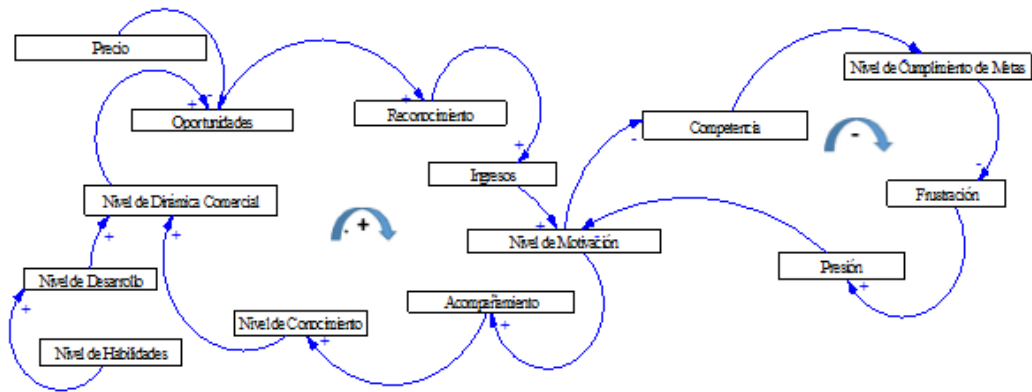 Precio
Nivel de Cumplimiento de Metas
Oportunidades
Reconocimiento
Competencia
Ingresos
Nivel de Dinámica Comercial
Frustración
Nivel de Motivación
Nivel de Desarrollo
Presión
Acompañamiento
Nivel de Conocimiento
Nivel de Habilidades